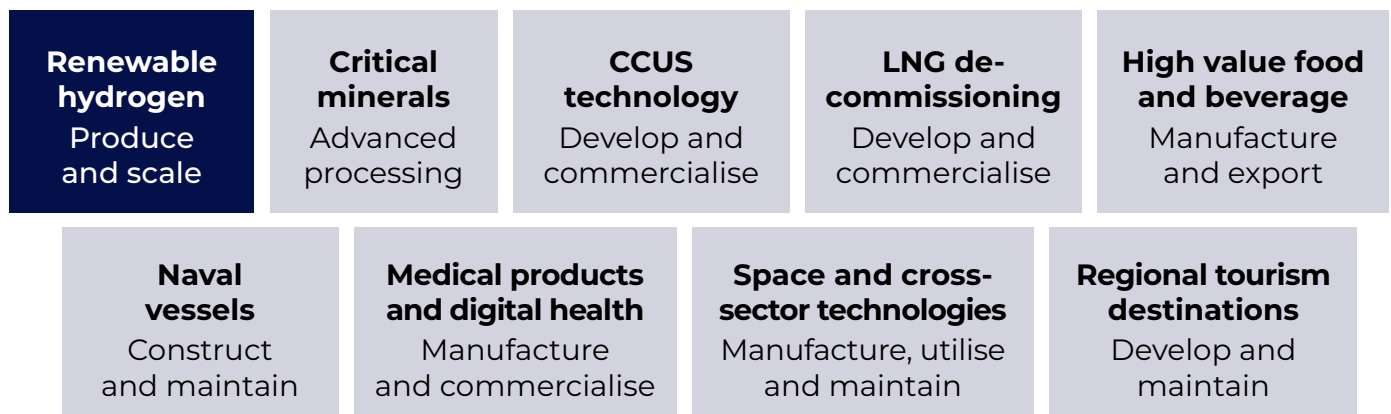 Renewable
hydrogen
Produce
and scale
Critical
minerals
Advanced
processing
CCUS
technology
Develop and
commercialise
LNG de-
commissioning
Develop and
commercialise
High value food
and beverage
Manufacture
and export
Naval
vessels
Construct
and maintain
Medical products
and digital health
Manufacture
and commercialise
Space and cross-
sector technologies
Manufacture, utilise
and maintain
Regional tourism
destinations
Develop and
maintain